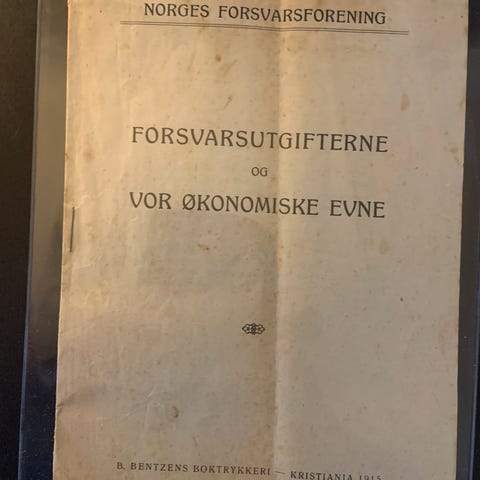 NORGES FORSVARSFORENING
FORSVARSUTGIFTERNE
OG
VOR ØKONOMISKE EVNE
B. BENTZENS BOKTRYKKERI — KRISTIANIA 1915